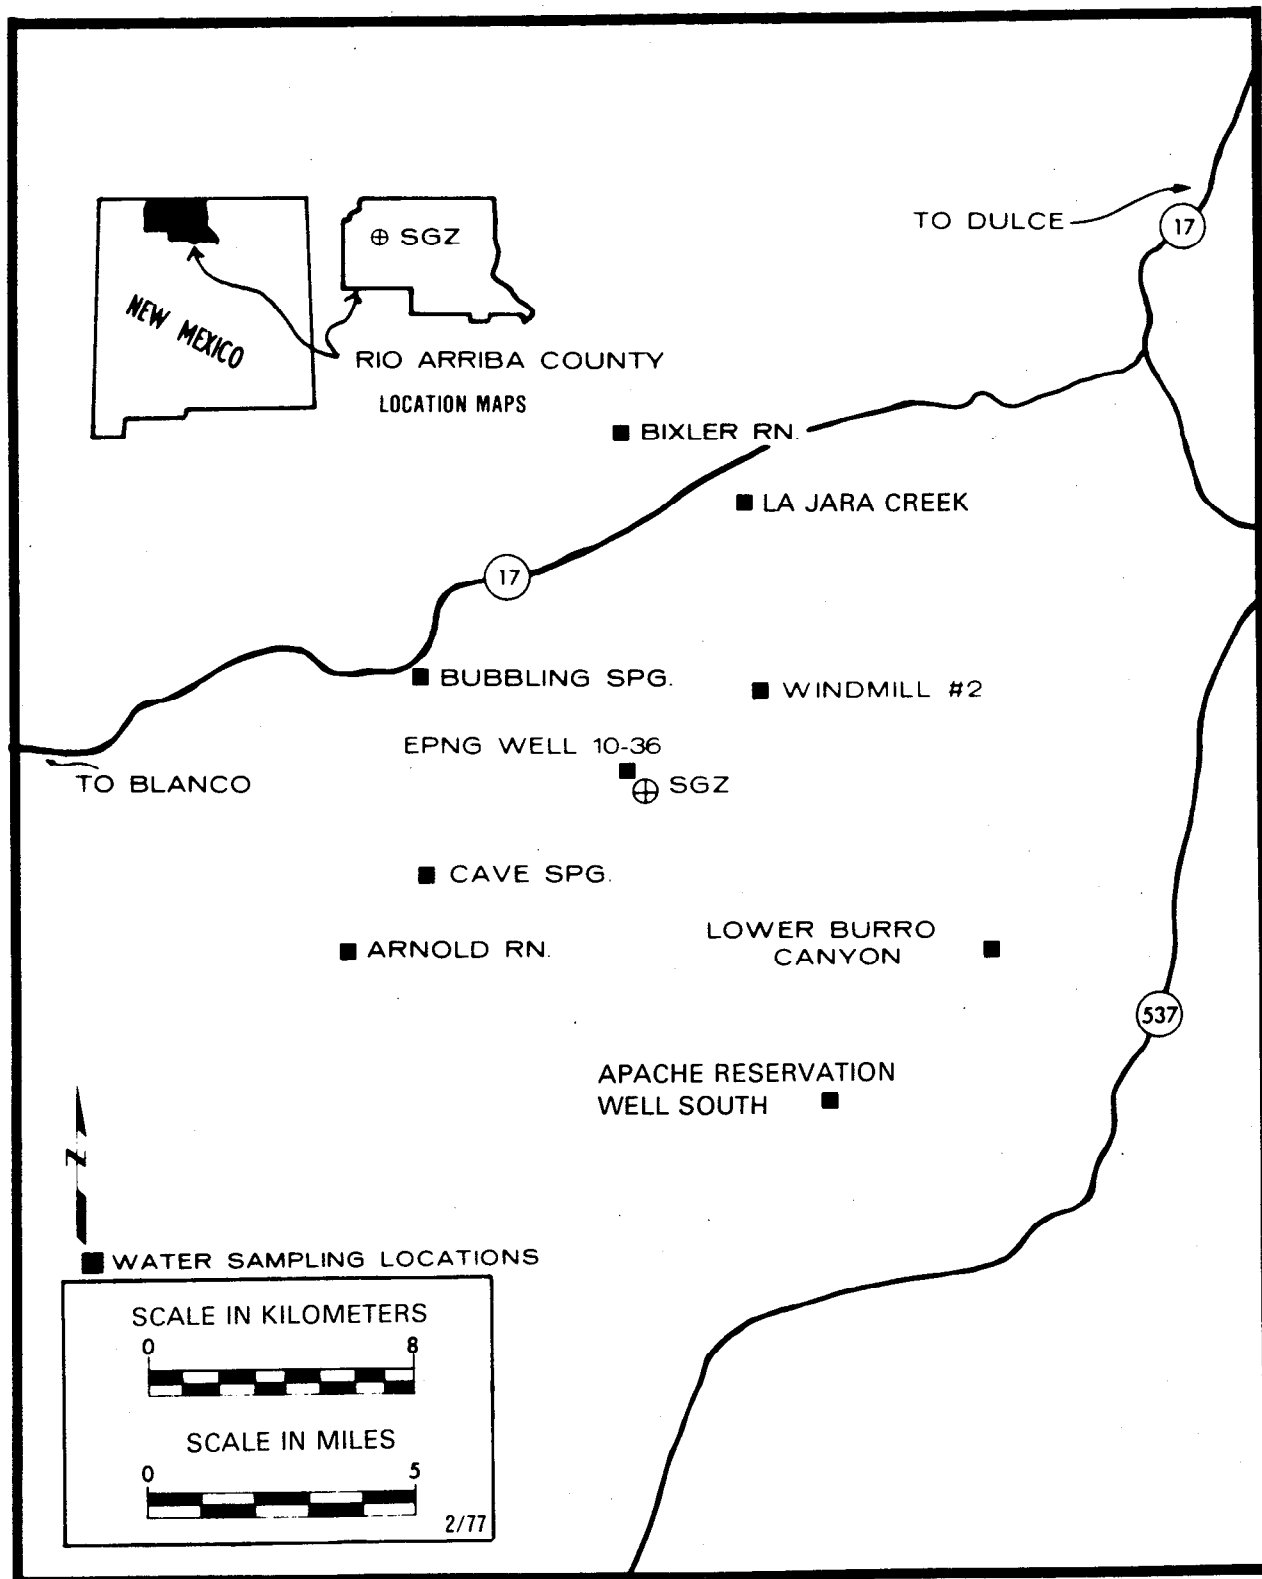 TO DULCE
17
SGZ
NEW MEXICO
RIO ARRIBA COUNTY
LOCATION MAPS
BIXLER RN.
LA JARA CREEK
17
BUBBLING SPG.
WINDMILL #2
EPNG WELL 10-36
SGZ
TO BLANCO
CAVE SPG.
ARNOLD RN.
LOWER BURRO
CANYON
537
APACHE RESERVATION
WELL SOUTH
N
WATER SAMPLING LOCATIONS
SCALE IN KILOMETERS
0 8
SCALE IN MILES
0 5
2/77